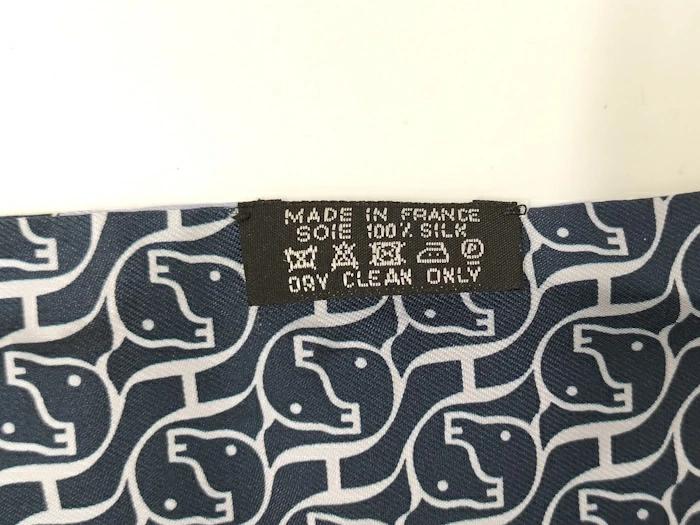 MADE IN FRANCE
SOIE 100% SILK
P
DRY CLEAN ONLY